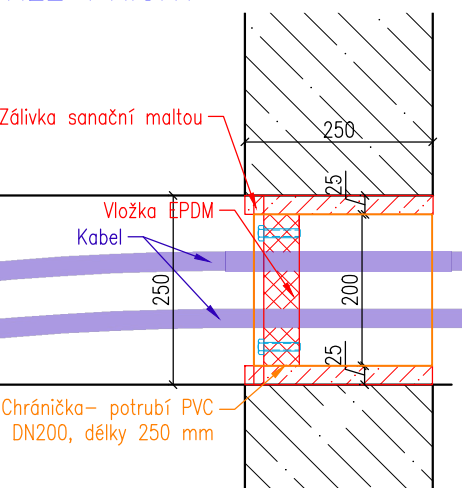 Zálivka sanační maltou
250
25
Vložka EPDM
Kabel
250
200
25
Chránička– potrubí PVC
DN200, délky 250 mm